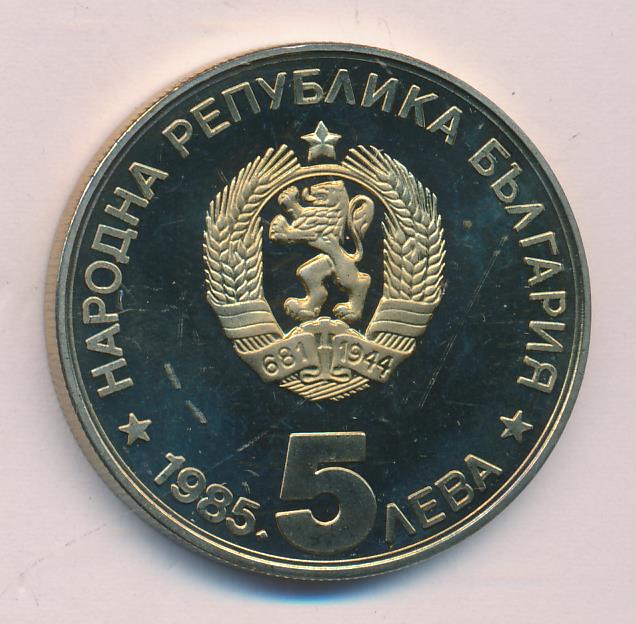 НАРОДНА РЕПУБЛИКА БЪЛГАРИЯ
681 1944
1985. 5 ЛЕВА